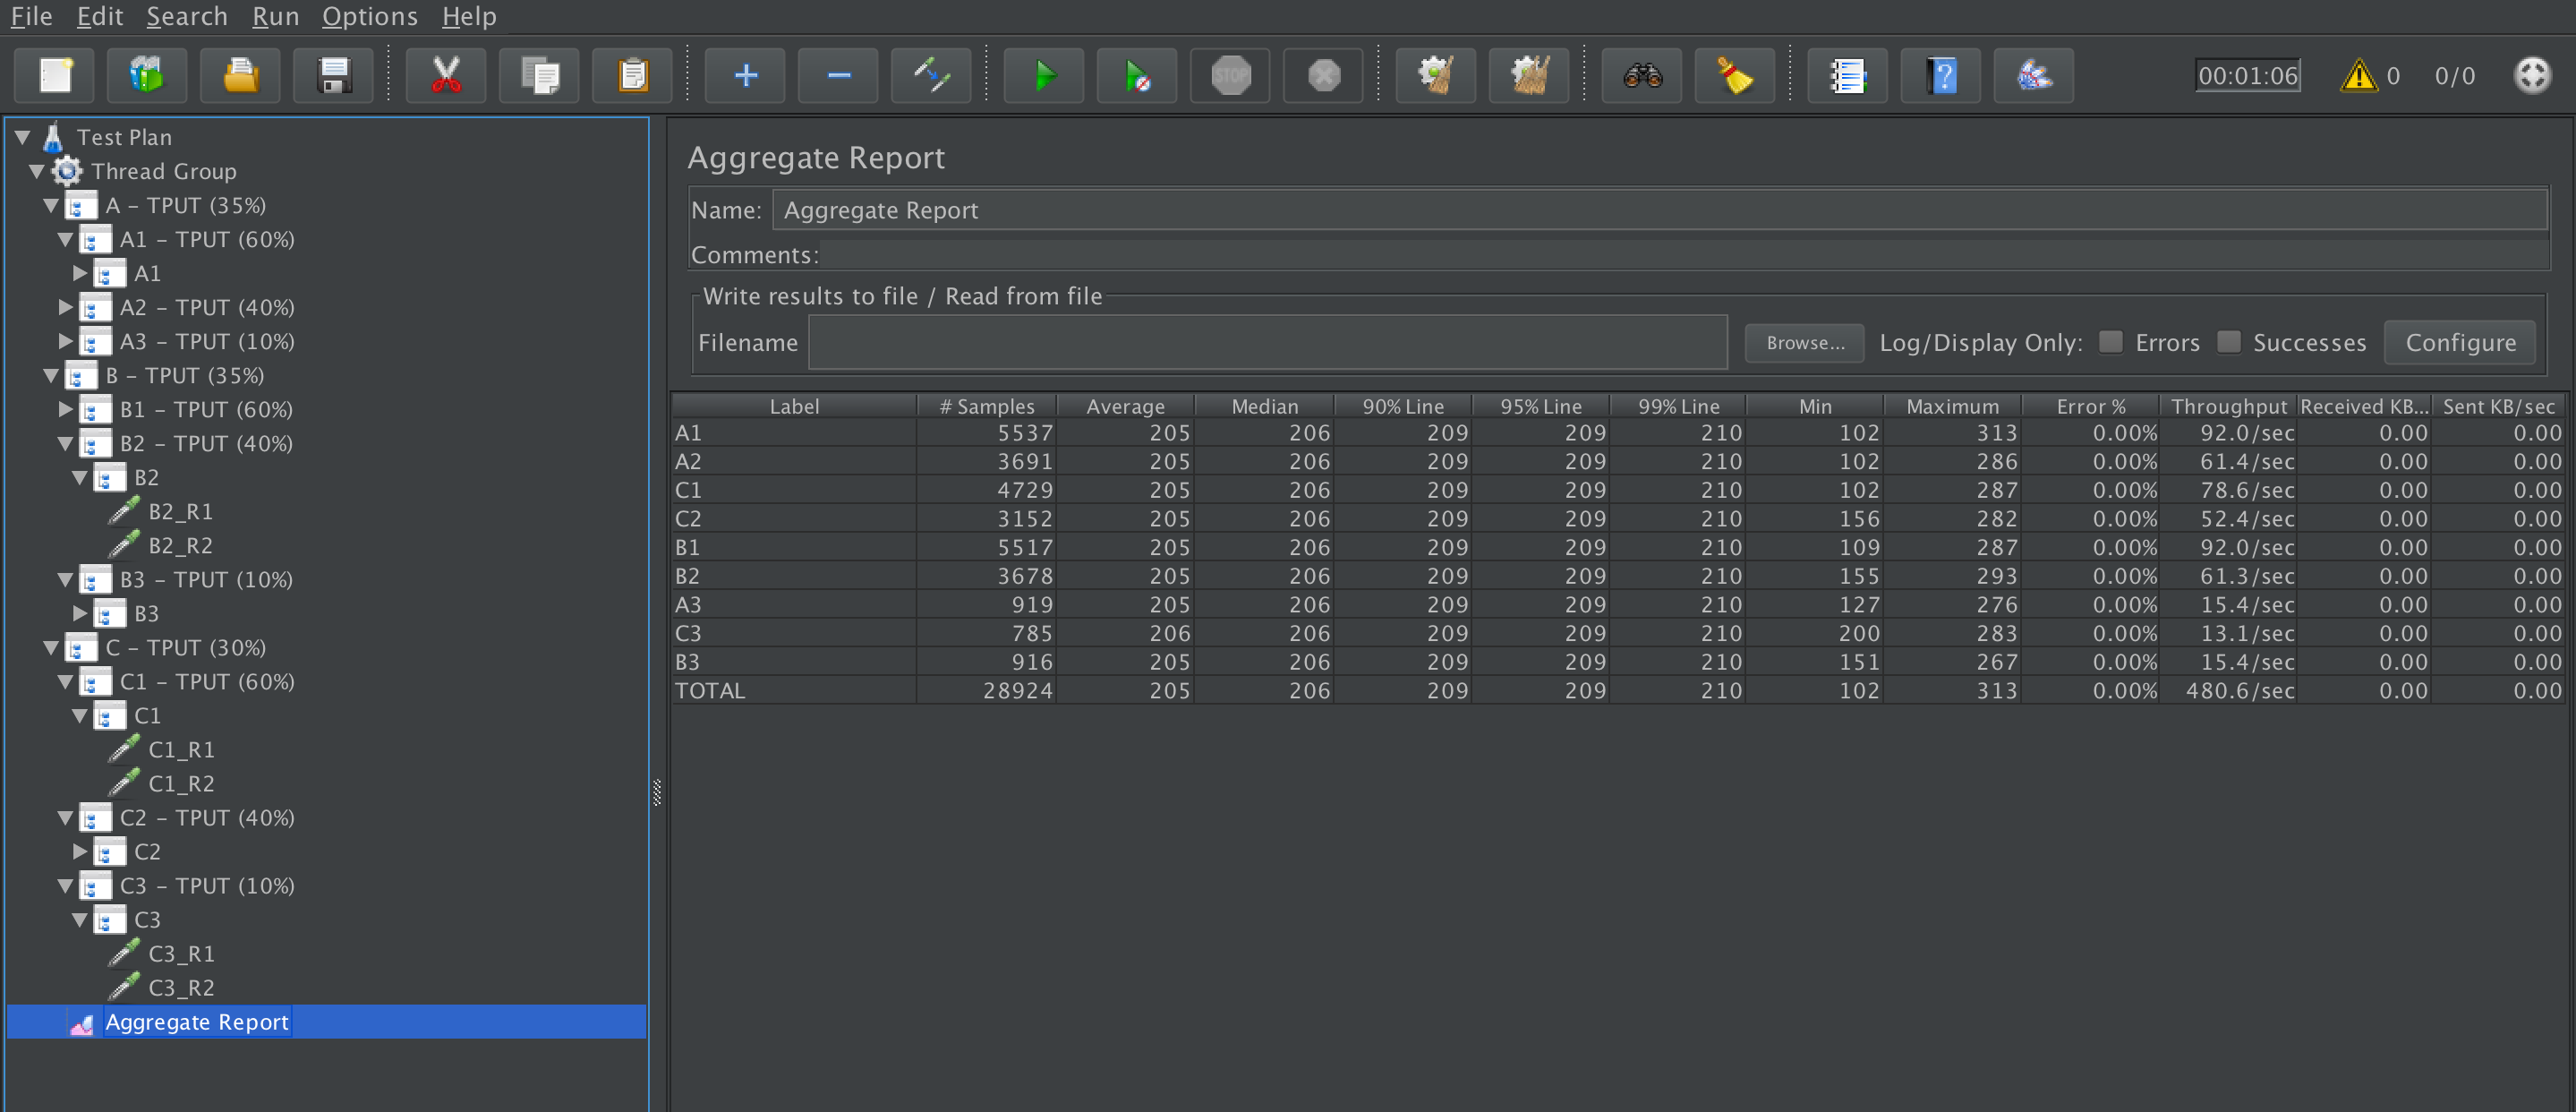 File Edit Search Run Options Help
STOP
00:01:06 0 0/0
Test Plan
Thread Group
A – TPUT (35%)
A1 – TPUT (60%)
A1
A2 – TPUT (40%)
A3 – TPUT (10%)
B – TPUT (35%)
B1 – TPUT (60%)
B2 – TPUT (40%)
B2
B2_R1
B2_R2
B3 – TPUT (10%)
B3
C – TPUT (30%)
C1 – TPUT (60%)
C1
C1_R1
C1_R2
C2 – TPUT (40%)
C2
C3 – TPUT (10%)
C3
C3_R1
C3_R2
Aggregate Report
Aggregate Report
Name: Aggregate Report
Comments:
Write results to file / Read from file
Filename Browse... Log/Display Only: Errors Successes Configure
Label # Samples Average Median 90% Line 95% Line 99% Line Min Maximum Error % Throughput Received KB... Sent KB/sec
A1 5537 205 206 209 209 210 102 313 0.00% 92.0/sec 0.00 0.00
A2 3691 205 206 209 209 210 102 286 0.00% 61.4/sec 0.00 0.00
C1 4729 205 206 209 209 210 102 287 0.00% 78.6/sec 0.00 0.00
C2 3152 205 206 209 209 210 156 282 0.00% 52.4/sec 0.00 0.00
B1 5517 205 206 209 209 210 109 287 0.00% 92.0/sec 0.00 0.00
B2 3678 205 206 209 209 210 155 293 0.00% 61.3/sec 0.00 0.00
A3 919 205 206 209 209 210 127 276 0.00% 15.4/sec 0.00 0.00
C3 785 206 206 209 209 210 200 283 0.00% 13.1/sec 0.00 0.00
B3 916 205 206 209 209 210 151 267 0.00% 15.4/sec 0.00 0.00
TOTAL 28924 205 206 209 209 210 102 313 0.00% 480.6/sec 0.00 0.00